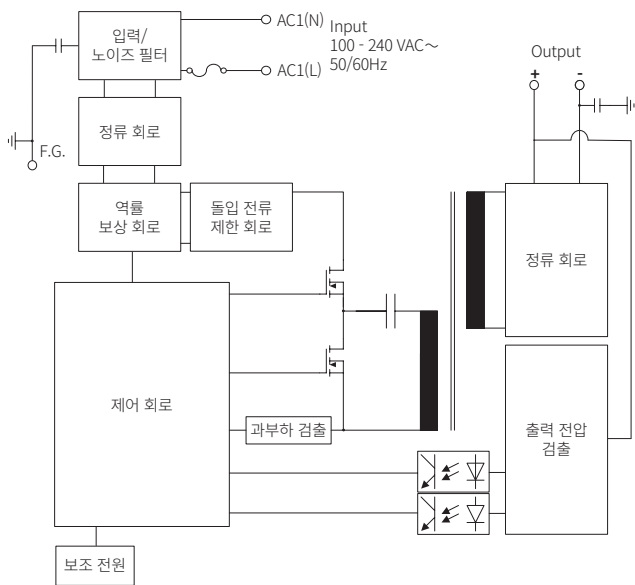 입력/
노이즈 필터
AC1(N)
AC1(L)
Input
100 - 240 VAC～
50/60Hz
Output
+
-
정류 회로
F.G.
역률
보상 회로
돌입 전류
제한 회로
정류 회로
제어 회로
과부하 검출
출력 전압
검출
보조 전원